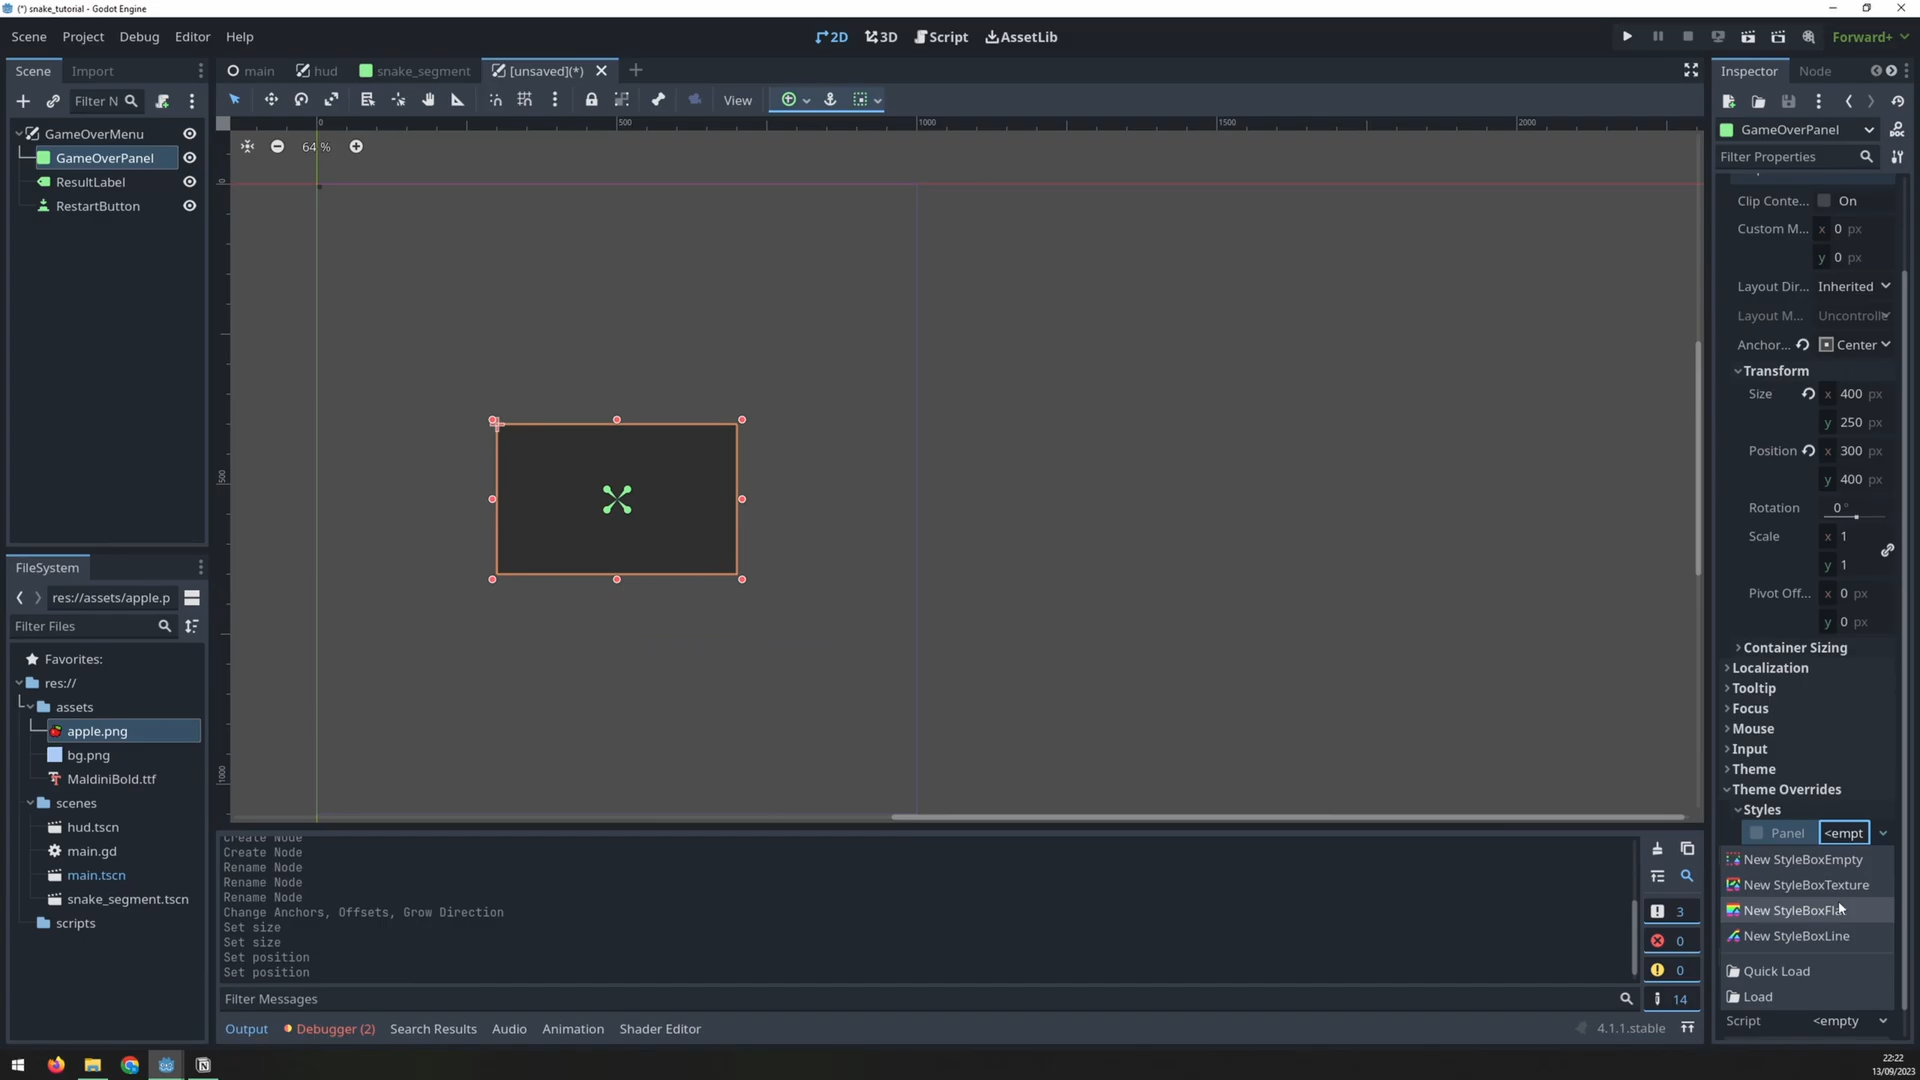 (*) snake_tutorial - Godot Engine
Scene Project Debug Editor Help
2D 3D Script AssetLib
Forward+
Scene Import
main hud snake_segment [unsaved](*)
Inspector Node
Filter N
View
GameOverMenu
GameOverPanel
ResultLabel
RestartButton
0 500 1000 1500 2000
64 %
0
500
1000
GameOverPanel
Filter Properties
Clip Conte... On
Custom M... x 0 px
y 0 px
Layout Dir... Inherited
Layout M...
Anchor... Center
Transform
Size x 400 px
y 250 px
Position x 300 px
y 400 px
Rotation 0 °
Scale x 1
y 1
Pivot Off... x 0 px
y 0 px
Container Sizing
Localization
Tooltip
Focus
Mouse
Input
Theme
Theme Overrides
Styles
Panel <empt
New StyleBoxEmpty
New StyleBoxTexture
New StyleBoxFla
New StyleBoxLine
Quick Load
Load
Script <empty
FileSystem
res://assets/apple.p
Filter Files
Favorites:
res://
assets
apple.png
bg.png
MaldiniBold.ttf
scenes
hud.tscn
main.gd
main.tscn
snake_segment.tscn
scripts
Create Node
Create Node
Rename Node
Rename Node
Rename Node
Change Anchors, Offsets, Grow Direction
Set size
Set size
Set position
Set position
3
0
0
14
Filter Messages
Output Debugger (2) Search Results Audio Animation Shader Editor
4.1.1.stable
22:22
13/09/2023